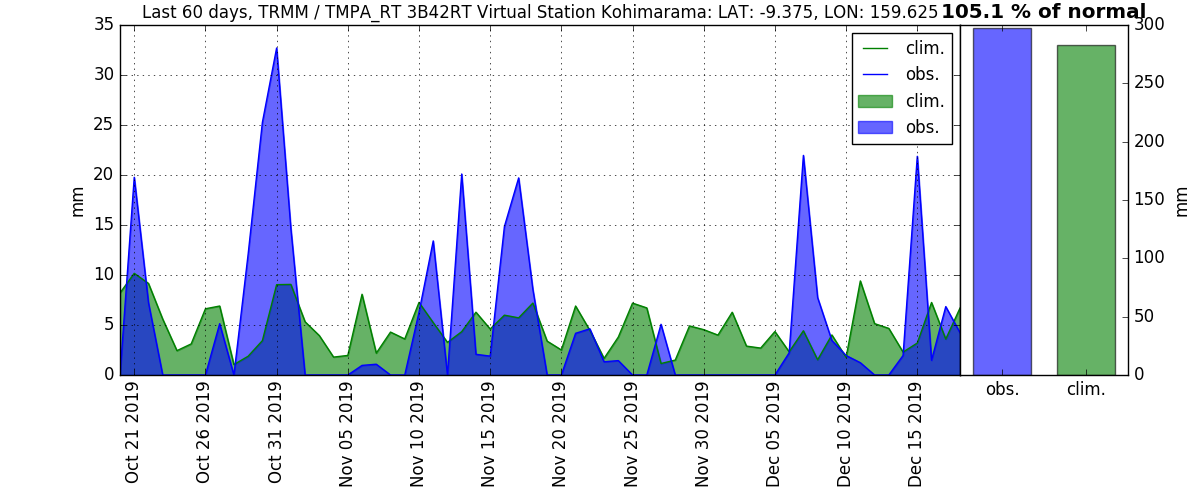 Last 60 days, TRMM / TMPA_RT 3B42RT Virtual Station Kohimarama: LAT: -9.375, LON: 159.625
105.1 % of normal
35
30
25
20
15
10
5
0
mm
clim.
obs.
clim.
obs.
Oct 21 2019
Oct 26 2019
Oct 31 2019
Nov 05 2019
Nov 10 2019
Nov 15 2019
Nov 20 2019
Nov 25 2019
Nov 30 2019
Dec 05 2019
Dec 10 2019
Dec 15 2019
300
250
200
150
100
50
0
mm
obs.
clim.